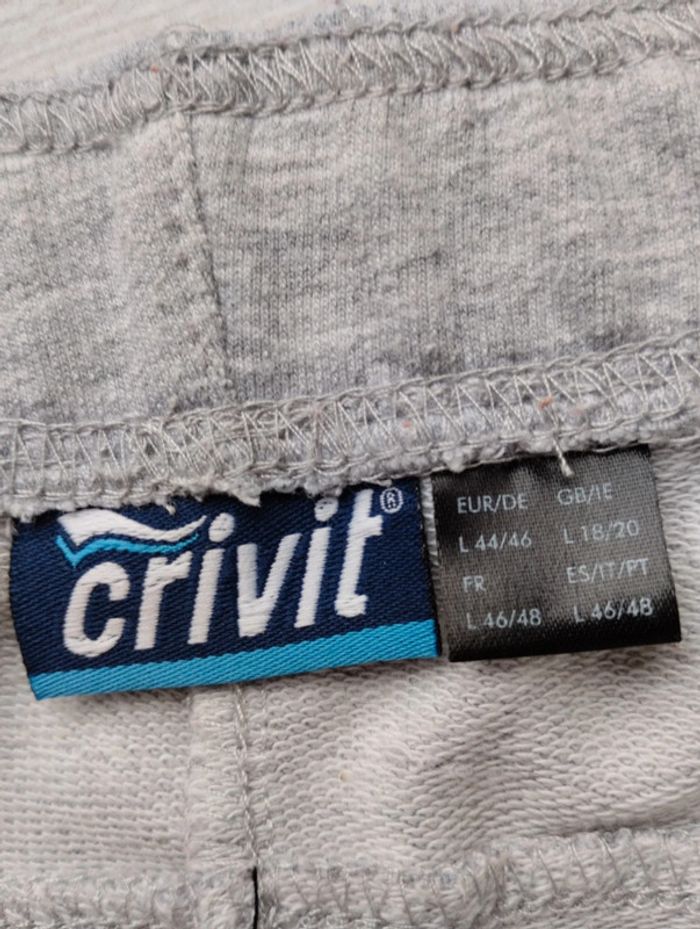 crivit®
EUR/DE GB/IE
L 44/46 L 18/20
FR ES/IT/PT
L 46/48 L 46/48